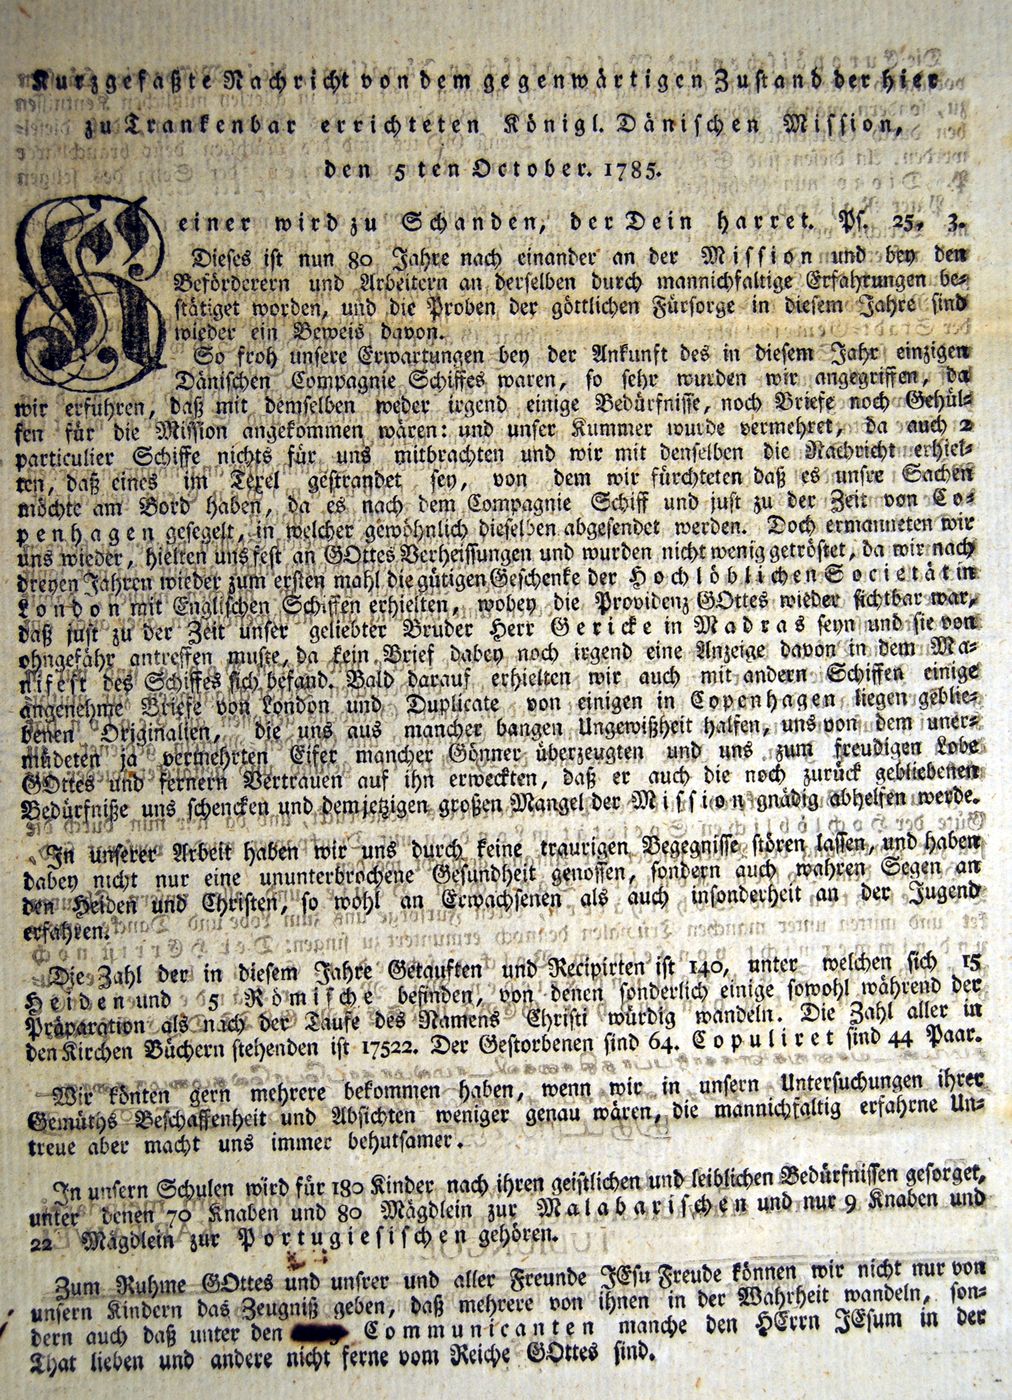 Kurzgefaßte Nachricht von dem gegenwärtigen Zustand der hier
zu Trankenbar errichteten Königl. Dänischen Mission,
den 5ten October. 1785.
Keiner wird zu Schanden, der Dein harret. Ps. 25, 3.
Dieses ist nun 80 Jahre nach einander an der Mission und bey den
Beförderern und Arbeitern an derselben durch mannichfaltige Erfahrungen be=
stätiget worden, und die Proben der göttlichen Fürsorge in diesem Jahre sind
wieder ein Beweis davon.
So froh unsere Erwartungen bey der Ankunft des in diesem Jahr einzigen
Dänischen Compagnie Schiffes waren, so sehr wurden wir angegriffen, da
wir erführen, daß mit demselben weder irgend einige Bedürfnisse, noch Briefe noch Gehül=
fen für die Mission angekommen wären: und unser Kummer wurde vermehret, da auch 2
particulier Schiffe nichts für uns mitbrachten und wir mit denselben die Nachricht erhiel=
ten, daß eines im Texel gestrandet sey, von dem wir fürchteten daß es unsre Sachen
möchte am Bord haben, da es nach dem Compagnie Schiff und just zu der Zeit von Co=
penhagen gesegelt, in welcher gewöhnlich dieselben abgesendet werden. Doch ermanneten wir
uns wieder, hielten uns fest an GOttes Verheissungen und wurden nicht wenig getröstet, da wir nach
dreyen Jahren wieder zum ersten mahl die gütigen Geschenke der Hochlöblichen Societät in
London mit Englischen Schiffen erhielten, wobey die Providenz GOttes wieder sichtbar war,
daß just zu der Zeit unser geliebter Bruder Herr Gericke in Madras seyn und sie von
ohngefähr antreffen muste, da kein Brief dabey noch irgend eine Anzeige davon in dem Ma=
nifest des Schiffes sich befand. Bald darauf erhielten wir auch mit andern Schiffen einige
angenehme Briefe von London und Duplicate von einigen in Copenhagen liegen geblie=
benen Originalien, die uns aus mancher bangen Ungewißheit halfen, uns von dem uner=
müdeten ja vermehrten Eifer mancher Gönner überzeugten und uns zum freudigen Lobe
GOttes und fernern Vertrauen auf ihn erweckten, daß er auch die noch zurück gebliebenen
Bedürfniße uns schencken und dem jetzigen großen Mangel der Mission gnädig abhelfen werde.
In unserer Arbeit haben wir uns durch keine traurigen Begegnisse stören lassen, und haben
dabey nicht nur eine ununterbrochene Gesundheit genossen, sondern auch wahren Segen an
den Heiden und Christen, so wohl an Erwachsenen als auch insonderheit an der Jugend
erfahren.
Die Zahl der in diesem Jahre Getauften und Recipirten ist 140, unter welchen sich 15
Heiden und 5 Römische befinden, von denen sonderlich einige sowohl während der
Präparation als nach der Taufe des Namens Christi würdig wandeln. Die Zahl aller in
den Kirchen Büchern stehenden ist 17522. Der Gestorbenen sind 64. Copuliret sind 44 Paar.
Wir könten gern mehrere bekommen haben, wenn wir in unsern Untersuchungen ihrer
Gemüths Beschaffenheit und Absichten weniger genau wären, die mannichfaltig erfahrne Un=
treue aber macht uns immer behutsamer.
In unsern Schulen wird für 180 Kinder nach ihren geistlichen und leiblichen Bedürfnissen gesorget,
unter denen 70 Knaben und 80 Mägdlein zur Malabarischen und nur 9 Knaben und
22 Mägdlein zur Portugiesischen gehören.
Zum Ruhme GOttes und unsrer und aller Freunde JEsu Freude können wir nicht nur von
unsern Kindern das Zeugniß geben, daß mehrere von ihnen in der Wahrheit wandeln, son=
dern auch daß unter den Communicanten manche den HErrn JEsum in der
That lieben und andere nicht ferne vom Reiche GOttes sind.